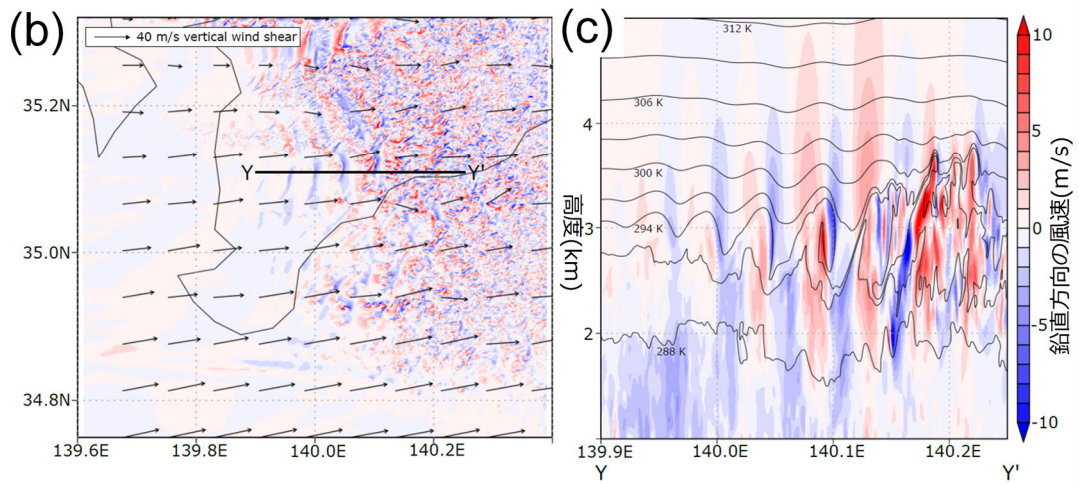 (b)
40 m/s vertical wind shear
35.2N
35.0N
34.8N
139.6E 139.8E 140.0E 140.2E
Y Y'
(c)
312 K
306 K
300 K
294 K
288 K
4
3
2
1
高度(km)
139.9E 140.0E 140.1E 140.2E
Y Y'
10
5
0
-5
-10
鉛直方向の風速(m/s)